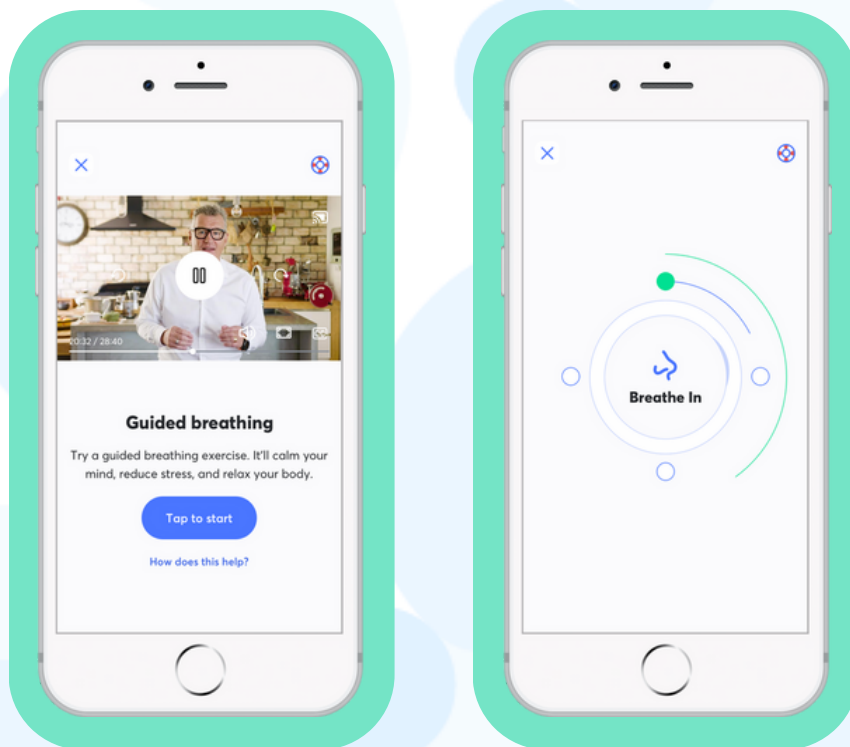 20:32 / 28:40
Guided breathing
Try a guided breathing exercise. It'll calm your
mind, reduce stress, and relax your body.
Tap to start
How does this help?
Breathe In